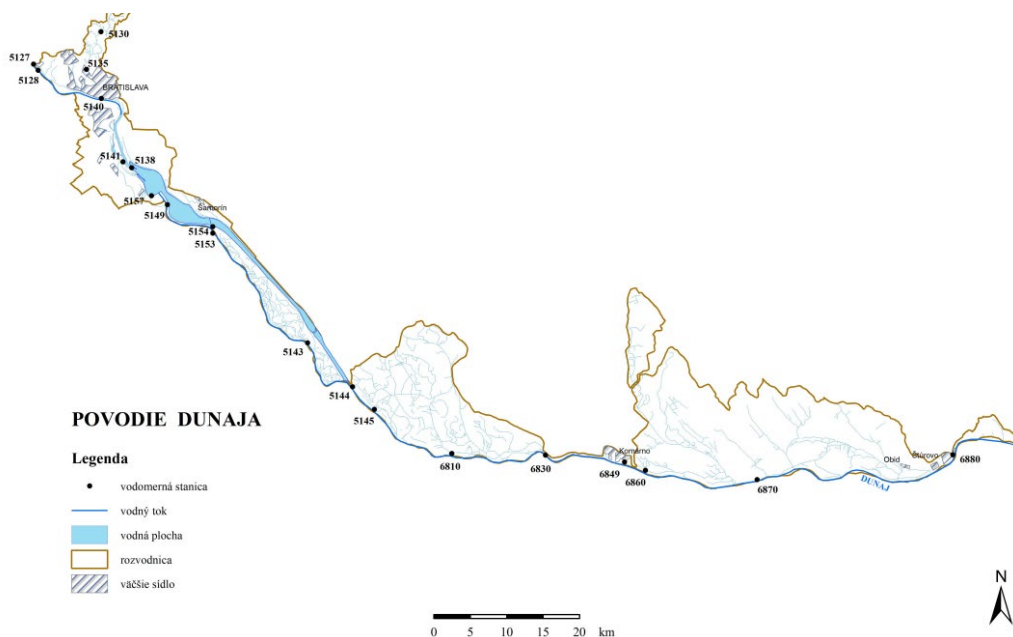 5130
5127
5135
5128
BRATISLAVA
5140
5141
5138
5157
5149
Šamorín
5154
5153
5143
5144
5145
6810
6830
Komárno
6849
6860
6870
Obid
Štúrovo
6880
DUNAJ
POVODIE DUNAJA
Legenda
vodomerná stanica
vodný tok
vodná plocha
rozvodnica
väčšie sídlo
N
0 5 10 15 20 km